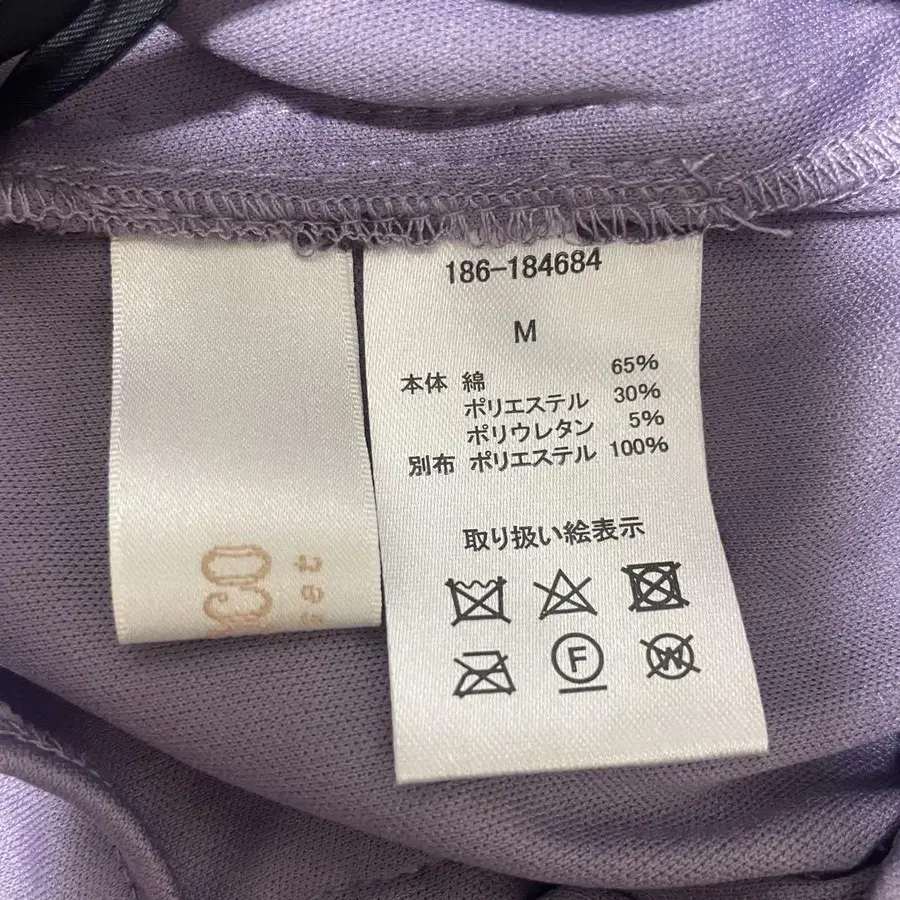 186-184684
M
本体 綿 65%
ポリエステル 30%
ポリウレタン 5%
別布 ポリエステル 100%
取り扱い絵表示
F
W